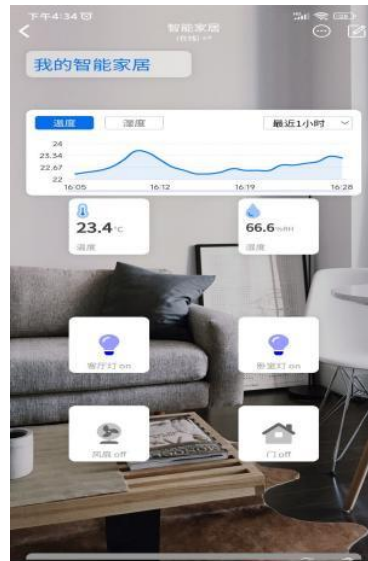 下午4:34
智能家居
我的智能家居
温度 湿度 最近1小时
24
23.34
22.67
22
16:05 16:12 16:19 16:28
23.4°C 66.6%RH
温度 湿度
客厅灯 on 卧室灯 on
风扇 off 门 off